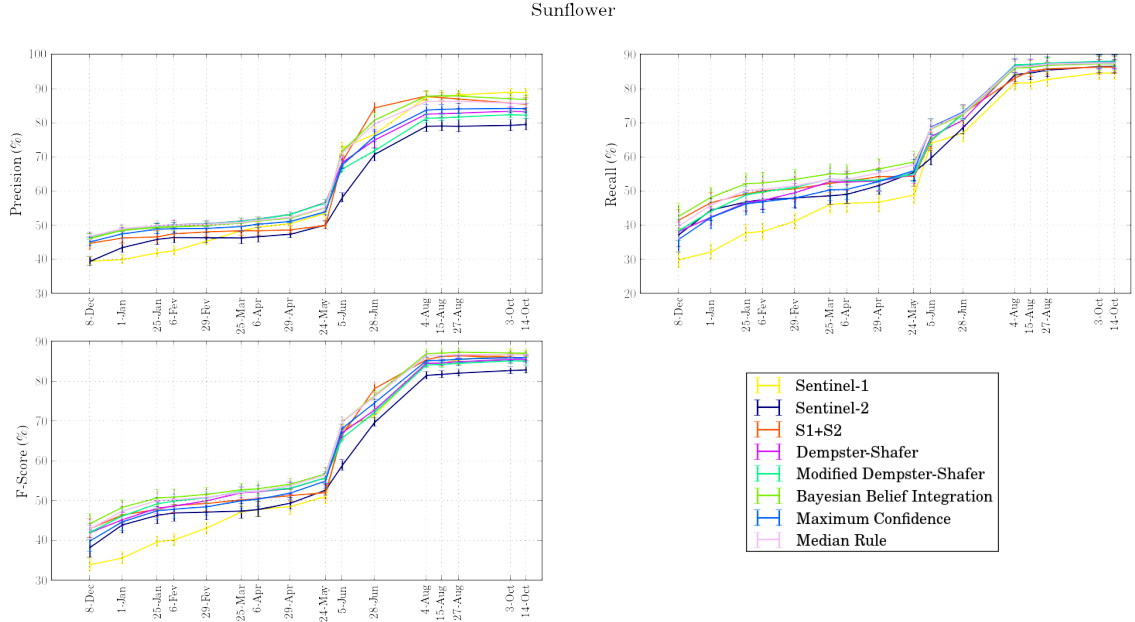 Sunflower
Precision (%)
100
90
80
70
60
50
40
30
8-Dec
1-Jan
25-Jan
6-Fev
29-Fev
25-Mar
6-Apr
29-Apr
24-May
5-Jun
28-Jun
4-Aug
15-Aug
27-Aug
3-Oct
14-Oct
Recall (%)
90
80
70
60
50
40
30
20
8-Dec
1-Jan
25-Jan
6-Fev
29-Fev
25-Mar
6-Apr
29-Apr
24-May
5-Jun
28-Jun
4-Aug
15-Aug
27-Aug
3-Oct
14-Oct
F-Score (%)
90
80
70
60
50
40
30
8-Dec
1-Jan
25-Jan
6-Fev
29-Fev
25-Mar
6-Apr
29-Apr
24-May
5-Jun
28-Jun
4-Aug
15-Aug
27-Aug
3-Oct
14-Oct
Sentinel-1
Sentinel-2
S1+S2
Dempster-Shafer
Modified Dempster-Shafer
Bayesian Belief Integration
Maximum Confidence
Median Rule